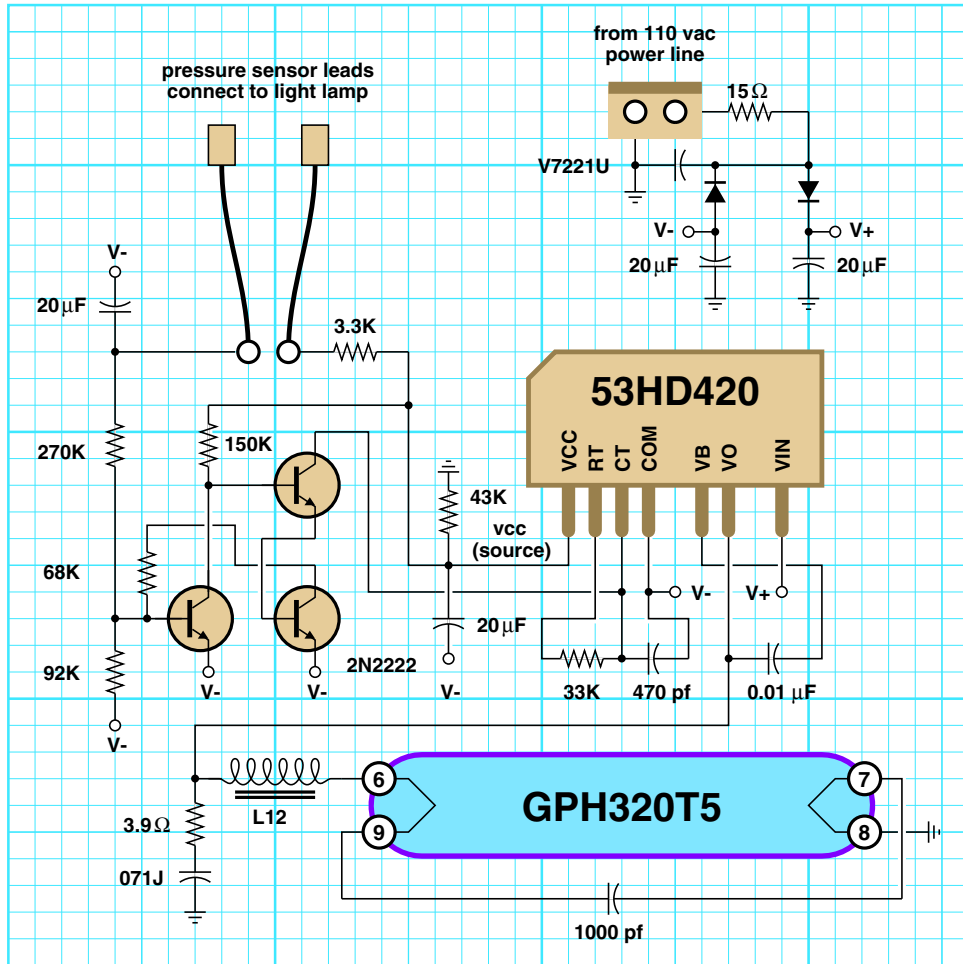 from 110 vac
power line
pressure sensor leads
connect to light lamp
15Ω
V7221U
V-
V+
20µF
20µF
V-
20µF
3.3K
53HD420
VCC
RT
CT
COM
VB
VO
VIN
270K
150K
43K
vcc
(source)
68K
V-
V+
20µF
92K
2N2222
33K
470 pf
0.01 µF
V-
V-
V-
V-
6
7
GPH320T5
L12
3.9Ω
9
8
071J
1000 pf